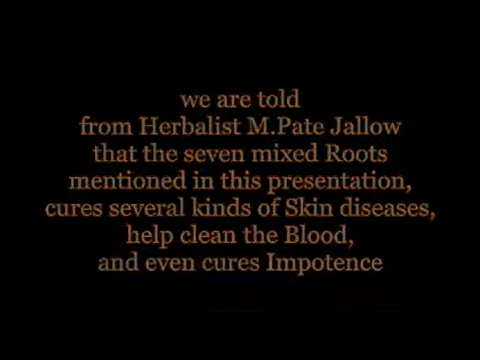 we are told
from Herbalist M.Pate Jallow
that the seven mixed Roots
mentioned in this presentation,
cures several kinds of Skin diseases,
help clean the Blood,
and even cures Impotence